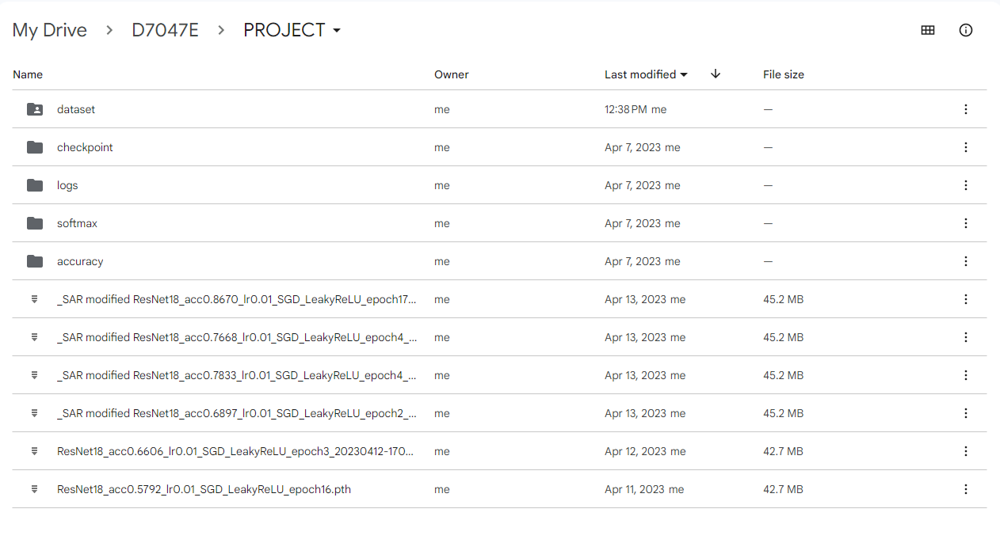 My Drive > D7047E > PROJECT
Name Owner Last modified File size
dataset me 12:38 PM me —
checkpoint me Apr 7, 2023 me —
logs me Apr 7, 2023 me —
softmax me Apr 7, 2023 me —
accuracy me Apr 7, 2023 me —
_SAR modified ResNet18_acc0.8670_lr0.01_SGD_LeakyReLU_epoch17... me Apr 13, 2023 me 45.2 MB
_SAR modified ResNet18_acc0.7668_lr0.01_SGD_LeakyReLU_epoch4_... me Apr 13, 2023 me 45.2 MB
_SAR modified ResNet18_acc0.7833_lr0.01_SGD_LeakyReLU_epoch4_... me Apr 13, 2023 me 45.2 MB
_SAR modified ResNet18_acc0.6897_lr0.01_SGD_LeakyReLU_epoch2_... me Apr 13, 2023 me 45.2 MB
ResNet18_acc0.6606_lr0.01_SGD_LeakyReLU_epoch3_20230412-170... me Apr 12, 2023 me 42.7 MB
ResNet18_acc0.5792_lr0.01_SGD_LeakyReLU_epoch16.pth me Apr 11, 2023 me 42.7 MB